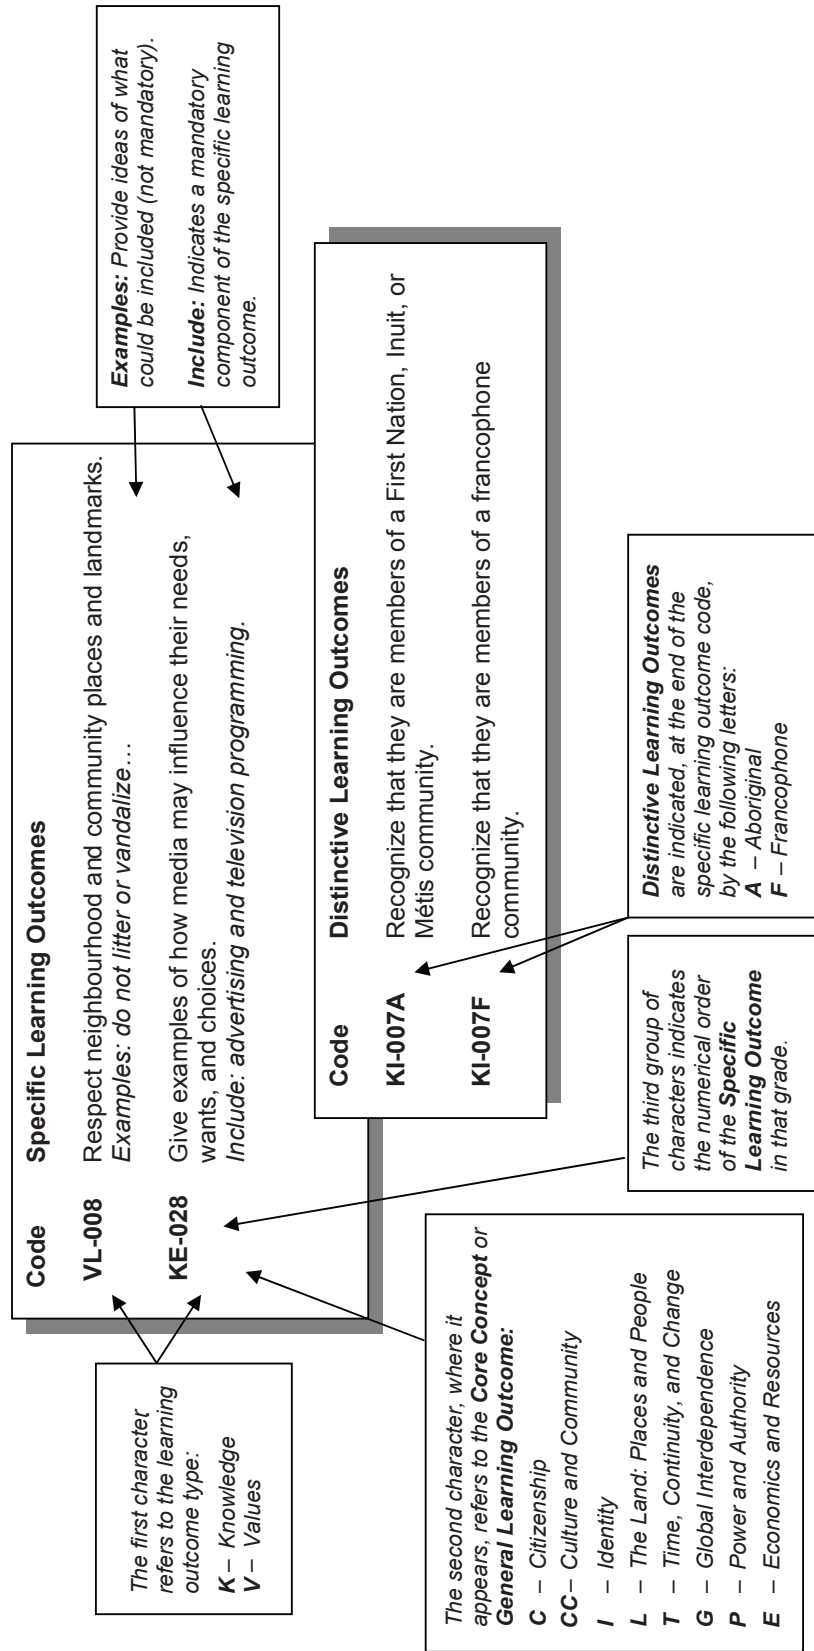 The first character
refers to the learning
outcome type:
K – Knowledge
V – Values
Code Specific Learning Outcomes
VL-008 Respect neighbourhood and community places and landmarks.
Examples: do not litter or vandalize…
KE-028 Give examples of how media may influence their needs,
wants, and choices.
Include: advertising and television programming.
Examples: Provide ideas of what
could be included (not mandatory).
Include: Indicates a mandatory
component of the specific learning
outcome.
Code Distinctive Learning Outcomes
KI-007A Recognize that they are members of a First Nation, Inuit, or
Métis community.
KI-007F Recognize that they are members of a francophone
community.
The second character, where it
appears, refers to the Core Concept or
General Learning Outcome:
C – Citizenship
CC– Culture and Community
I – Identity
L – The Land: Places and People
T – Time, Continuity, and Change
G – Global Interdependence
P – Power and Authority
E – Economics and Resources
The third group of
characters indicates
the numerical order
of the Specific
Learning Outcome
in that grade.
Distinctive Learning Outcomes
are indicated, at the end of the
specific learning outcome code,
by the following letters:
A – Aboriginal
F – Francophone